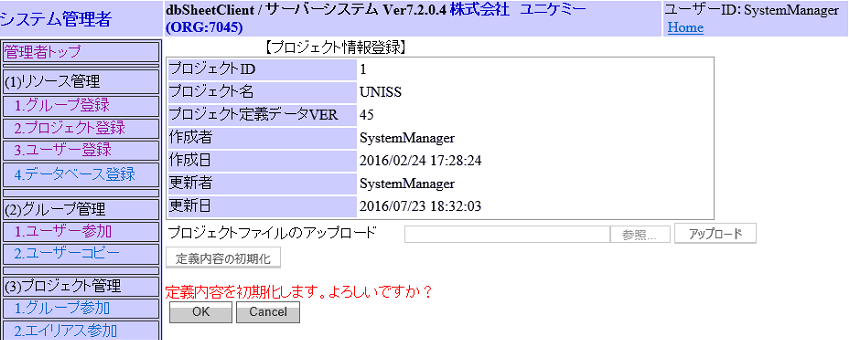 システム管理者
dbSheetClient / サーバーシステム Ver7.2.0.4 株式会社　ユニケミー
(ORG:7045)
ユーザーID: SystemManager
Home
管理者トップ
(1)リソース管理
1.グループ登録
2.プロジェクト登録
3.ユーザー登録
4.データベース登録
(2)グループ管理
1.ユーザー参加
2.ユーザーコピー
(3)プロジェクト管理
1.グループ参加
2.エイリアス参加
【プロジェクト情報登録】
プロジェクトID 1
プロジェクト名 UNISS
プロジェクト定義データVER 45
作成者 SystemManager
作成日 2016/02/24 17:28:24
更新者 SystemManager
更新日 2016/07/23 18:32:03
プロジェクトファイルのアップロード 参照... アップロード
定義内容の初期化
定義内容を初期化します。よろしいですか？
OK Cancel